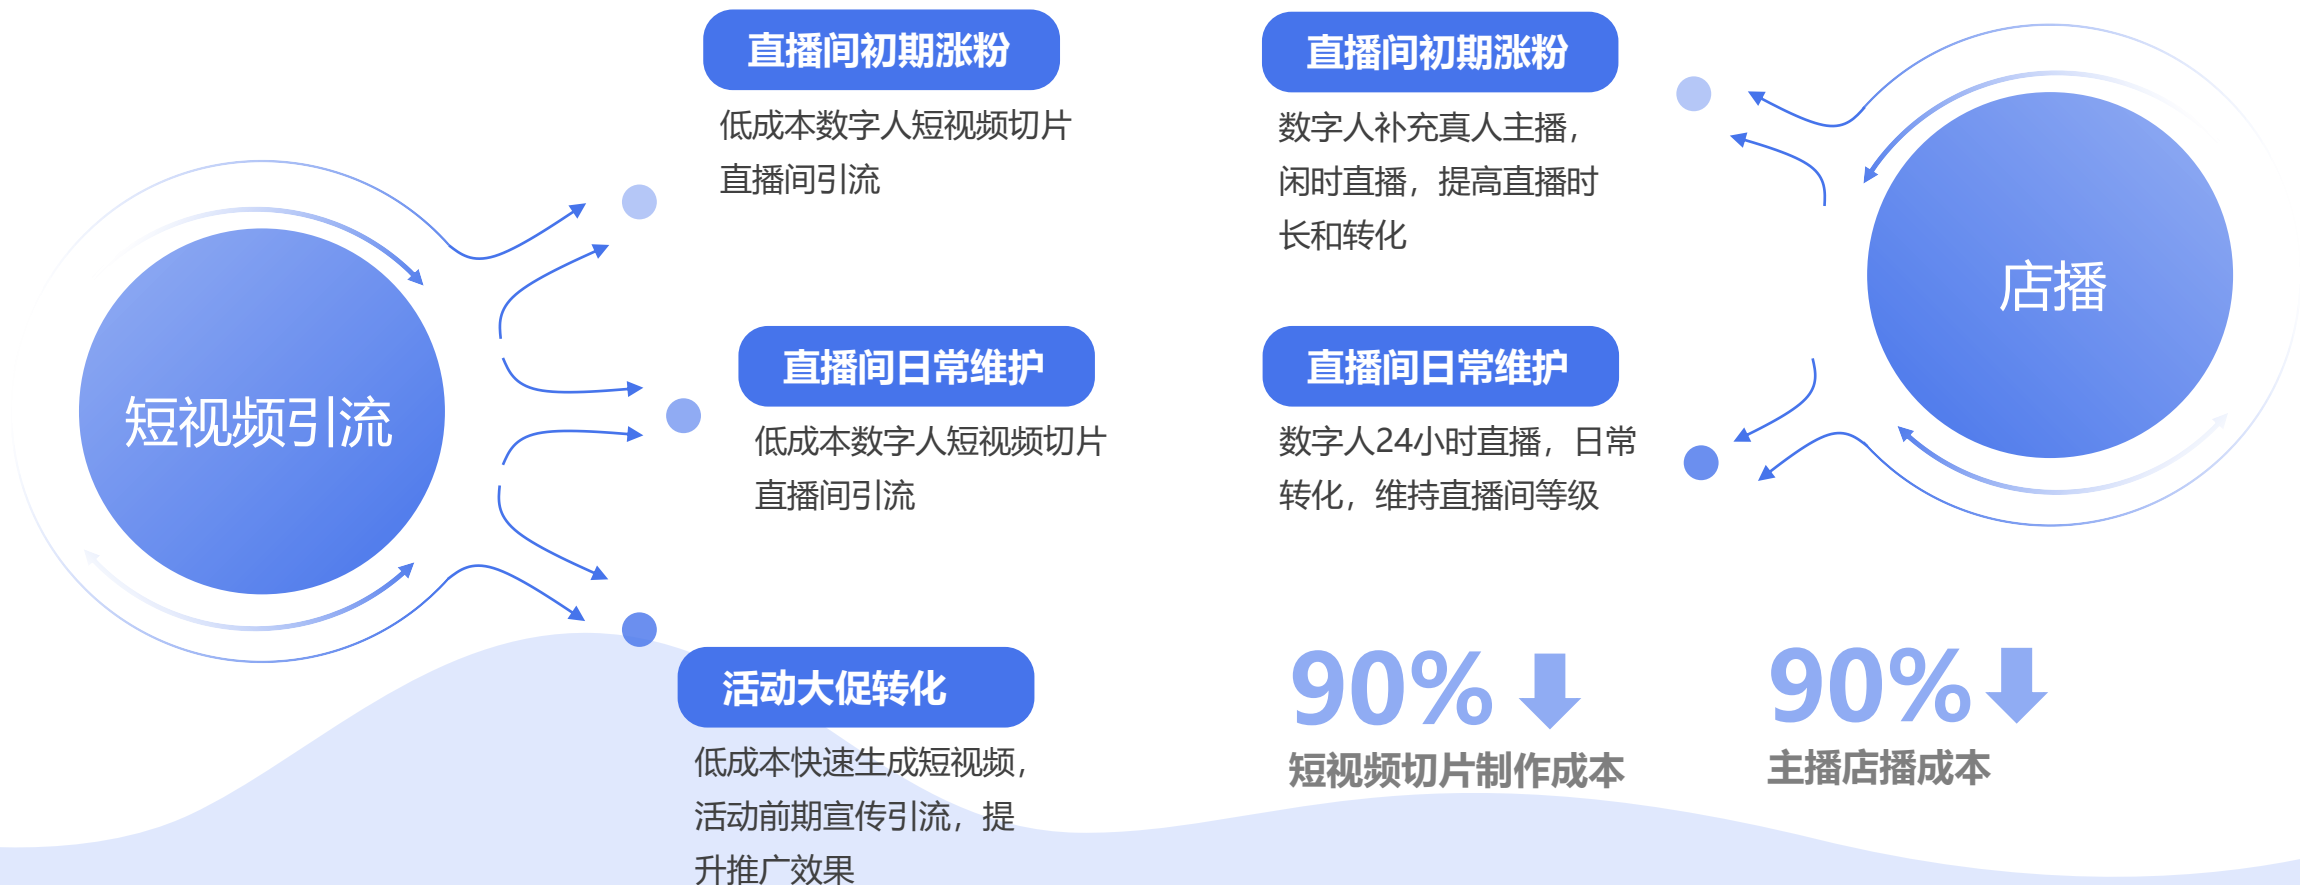 短视频引流
直播间初期涨粉
低成本数字人短视频切片
直播间引流
直播间日常维护
低成本数字人短视频切片
直播间引流
活动大促转化
低成本快速生成短视频，
活动前期宣传引流，提
升推广效果
直播间初期涨粉
数字人补充真人主播，
闲时直播，提高直播时
长和转化
直播间日常维护
数字人24小时直播，日常
转化，维持直播间等级
店播
90%
短视频切片制作成本
90%
主播店播成本